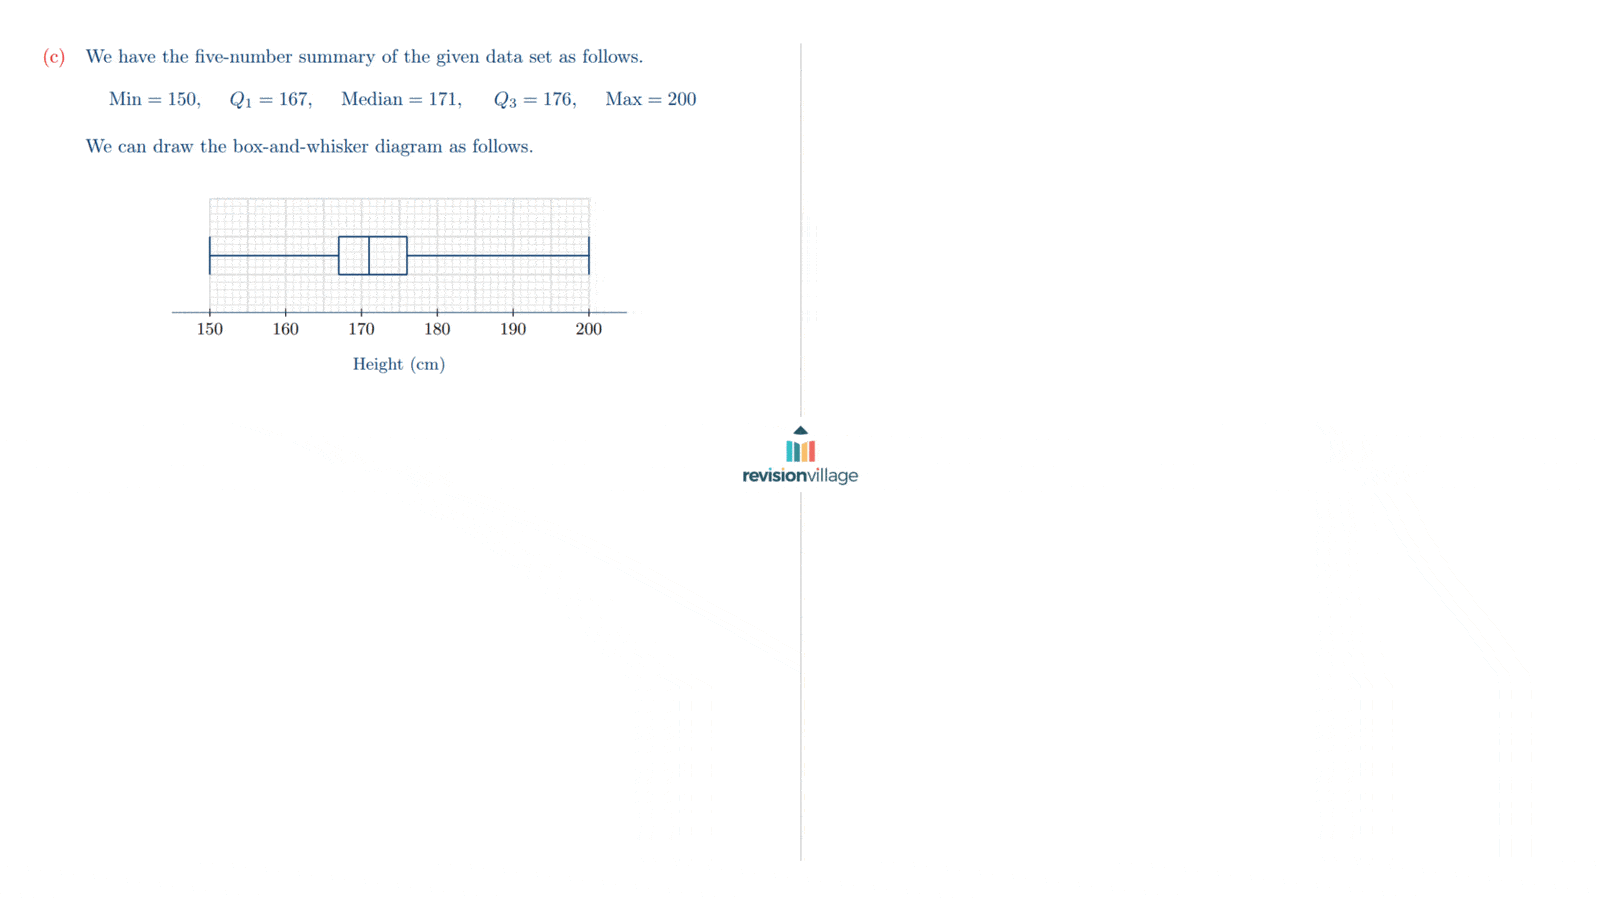 (c) We have the five-number summary of the given data set as follows.
Min = 150, Q₁ = 167, Median = 171, Q₃ = 176, Max = 200
We can draw the box-and-whisker diagram as follows.
150 160 170 180 190 200
Height (cm)
revisionvillage